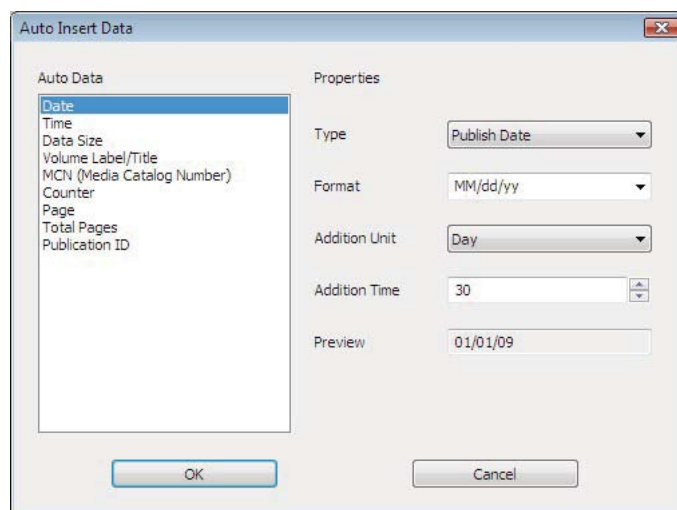 Auto Insert Data
Auto Data
Date
Time
Data Size
Volume Label/Title
MCN (Media Catalog Number)
Counter
Page
Total Pages
Publication ID
Properties
Type Publish Date
Format MM/dd/yy
Addition Unit Day
Addition Time 30
Preview 01/01/09
OK Cancel